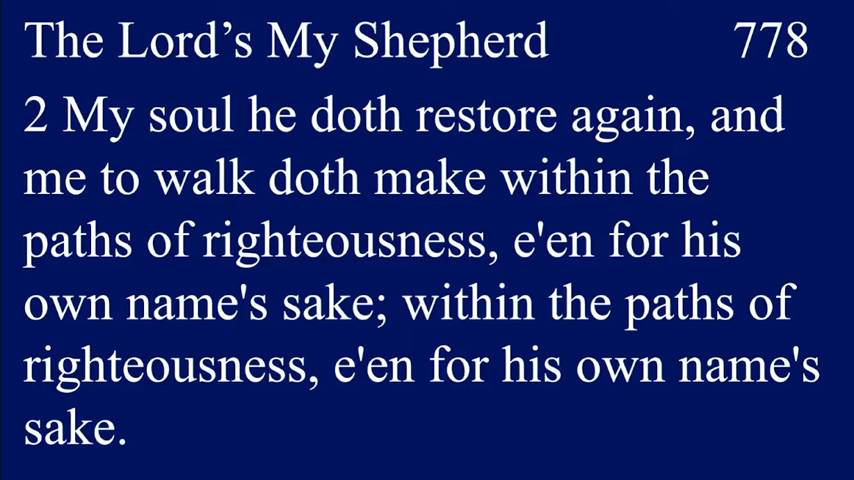 The Lord’s My Shepherd 778
2 My soul he doth restore again, and
me to walk doth make within the
paths of righteousness, e'en for his
own name's sake; within the paths of
righteousness, e'en for his own name's
sake.